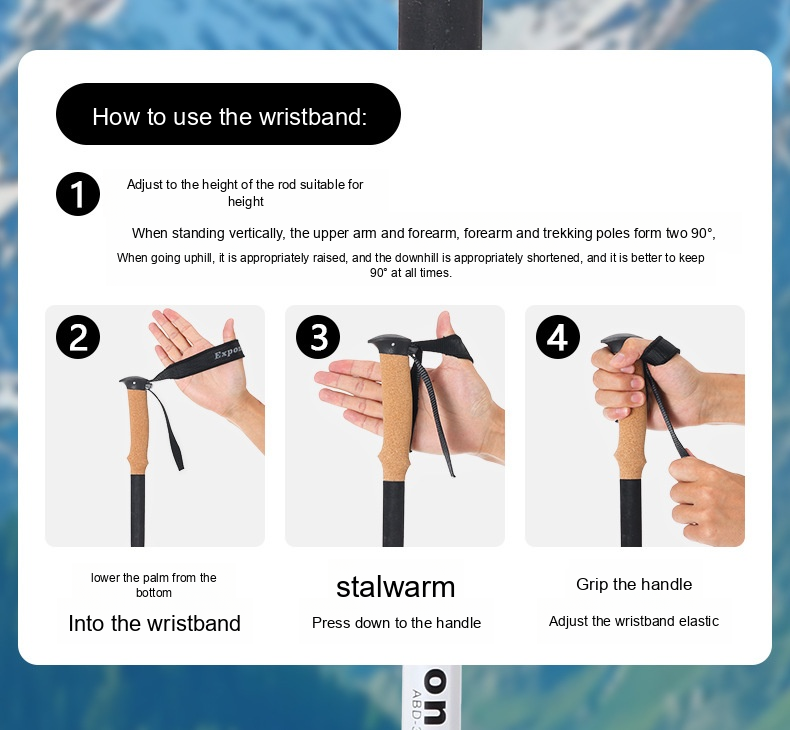 How to use the wristband:
1
Adjust to the height of the rod suitable for
height
When standing vertically, the upper arm and forearm, forearm and trekking poles form two 90°,
When going uphill, it is appropriately raised, and the downhill is appropriately shortened, and it is better to keep
90° at all times.
2
3
4
lower the palm from the
bottom
Into the wristband
stalwarm
Press down to the handle
Grip the handle
Adjust the wristband elastic
on
ABD-